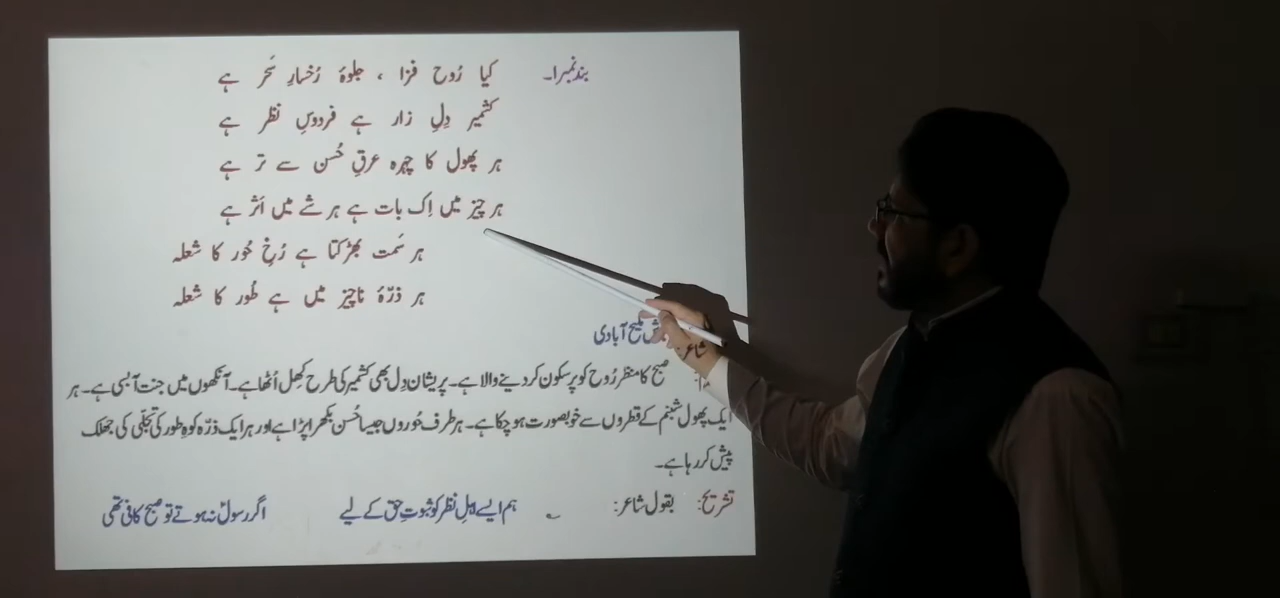 بند نمبر ۱۔ کیا رُوح فزا ، جلوۂ رُخسارِ سَحَر ہے
کشمیر دِلِ زار ہے فردوسِ نظر ہے
ہر پھول کا چہرہ عرقِ حُسن سے تر ہے
ہر چیز میں اِک بات ہے ہر شے میں اَثر ہے
ہر سَمت بھڑکتا ہے رُخِ حُور کا شعلہ
ہر ذرّۂ ناچیز میں ہے طُور کا شعلہ
شاعر: ملیح آبادی
صبح کا منظر رُوح کو پرسکون کر دینے والا ہے۔ پریشان دِل بھی کشمیر کی طرح کھِل اُٹھا ہے۔ آنکھوں میں جنت آ بسی ہے۔ ہر
ایک پھول شبنم کے قطروں سے خوبصورت ہو چکا ہے۔ ہر طرف حُوروں جیسا حُسن بکھرا پڑا ہے اور ہر ایک ذرّہ کوہِ طور کی تجلّی کی جھلک
پیش کر رہا ہے۔
تشریح: بقول شاعر: ؎ ہم ایسے اہلِ نظر کو ثبوتِ حق کے لیے اگر رسولؐ نہ ہوتے تو صبح کافی تھی